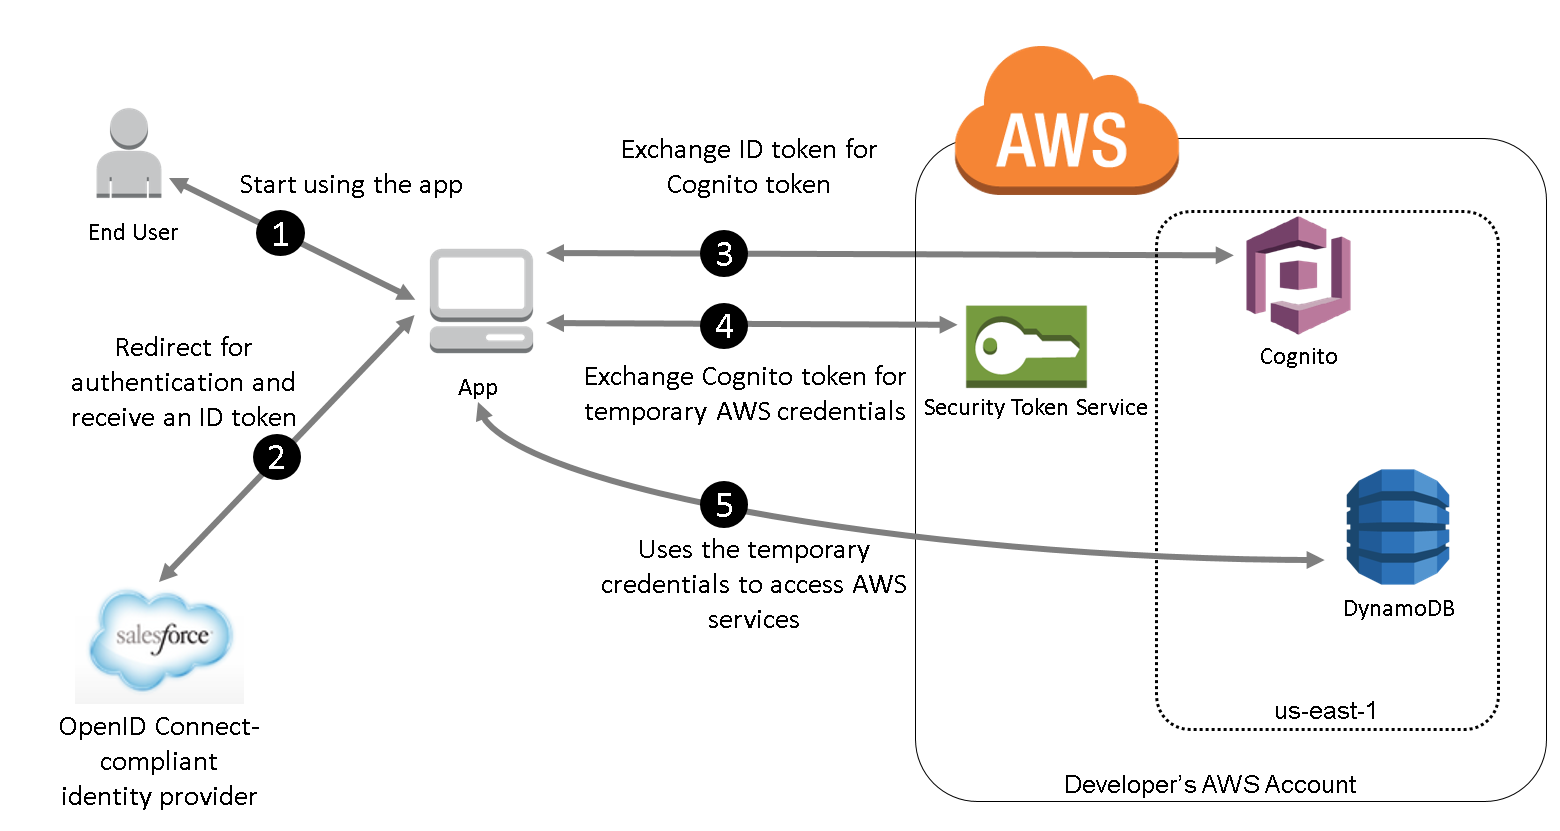 AWS
Exchange ID token for
Cognito token
Start using the app
End User
1
3
4
Cognito
Redirect for
authentication and
receive an ID token
App
Exchange Cognito token for
temporary AWS credentials
Security Token Service
2
5
Uses the temporary
credentials to access AWS
services
DynamoDB
salesforce
OpenID Connect-
compliant
identity provider
us-east-1
Developer's AWS Account